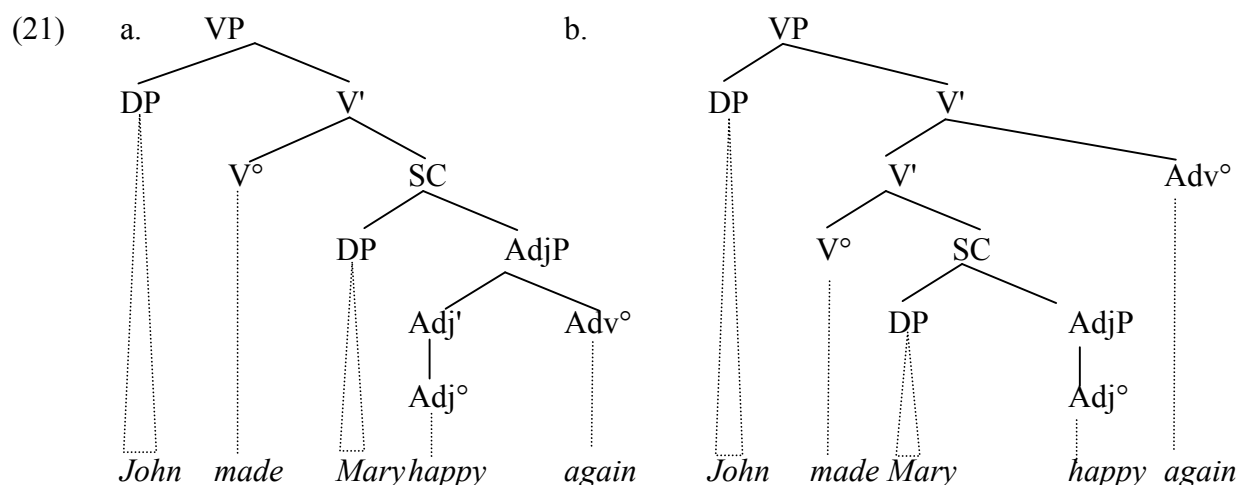 (21) a. VP b. VP
DP V' DP V'
V° SC V' Adv°
DP AdjP V° SC
Adj' Adv° DP AdjP
Adj° Adj°
John made Mary happy again John made Mary happy again